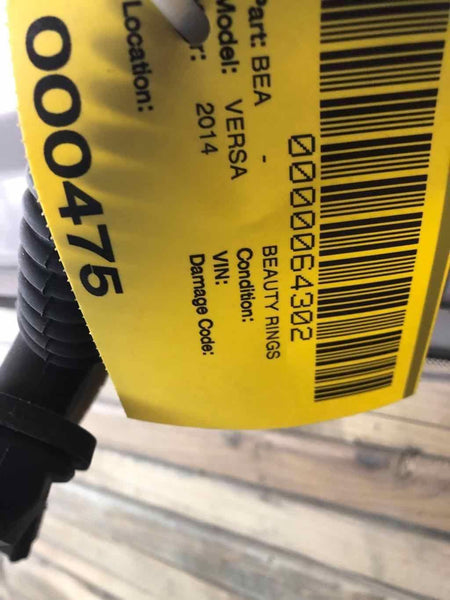 0000064302
Part: BEA - BEAUTY RINGS
Model: VERSA Condition:
2014 VIN:
Damage Code:
Location:
000475